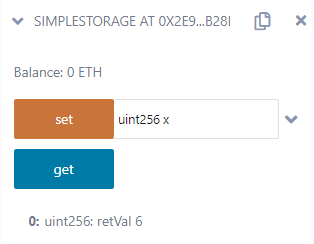 SIMPLESTORAGE AT 0X2E9...B28I
Balance: 0 ETH
set uint256 x
get
0: uint256: retVal 6